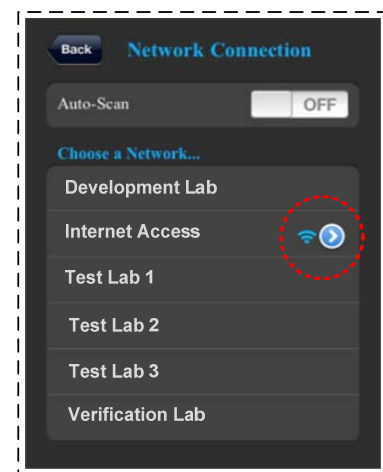 Back Network Connection
Auto-Scan OFF
Choose a Network...
Development Lab
Internet Access
Test Lab 1
Test Lab 2
Test Lab 3
Verification Lab